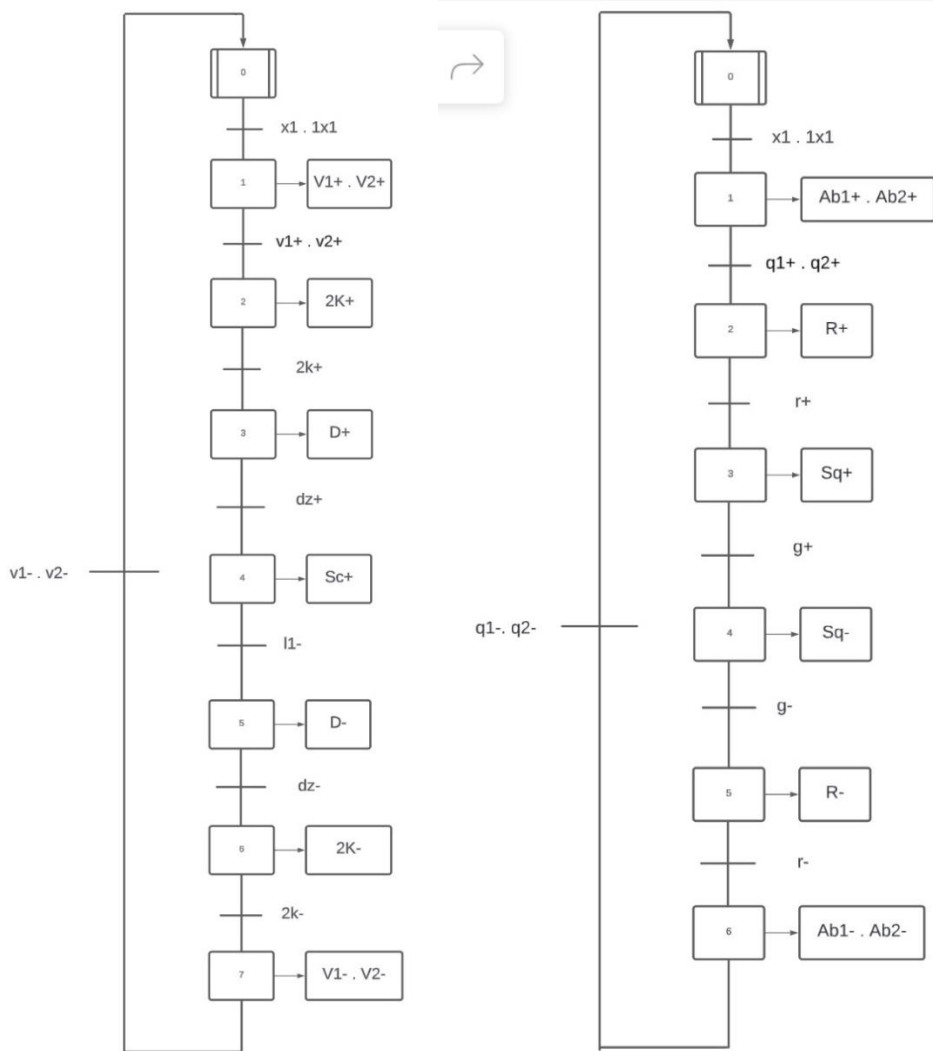 0
x1 . 1x1
1
V1+ . V2+
v1+ . v2+
2
2K+
2k+
3
D+
dz+
4
Sc+
v1- . v2-
l1-
5
D-
dz-
6
2K-
2k-
7
V1- . V2-
0
x1 . 1x1
1
Ab1+ . Ab2+
q1+ . q2+
2
R+
r+
3
Sq+
g+
q1-. q2-
4
Sq-
g-
5
R-
r-
6
Ab1- . Ab2-